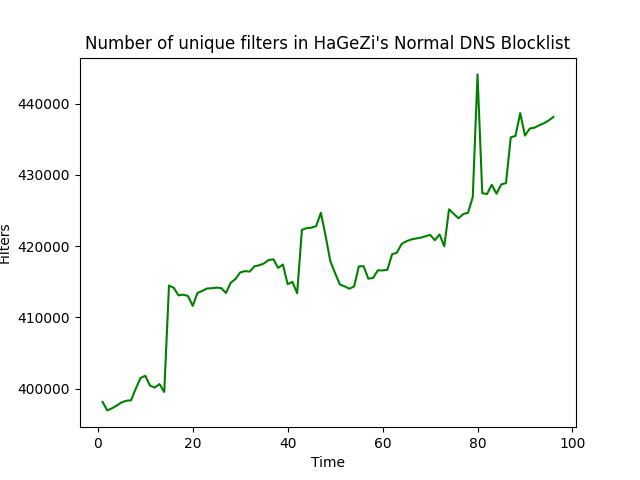 Number of unique filters in HaGeZi's Normal DNS Blocklist
440000
430000
420000
410000
400000
Filters
0 20 40 60 80 100
Time